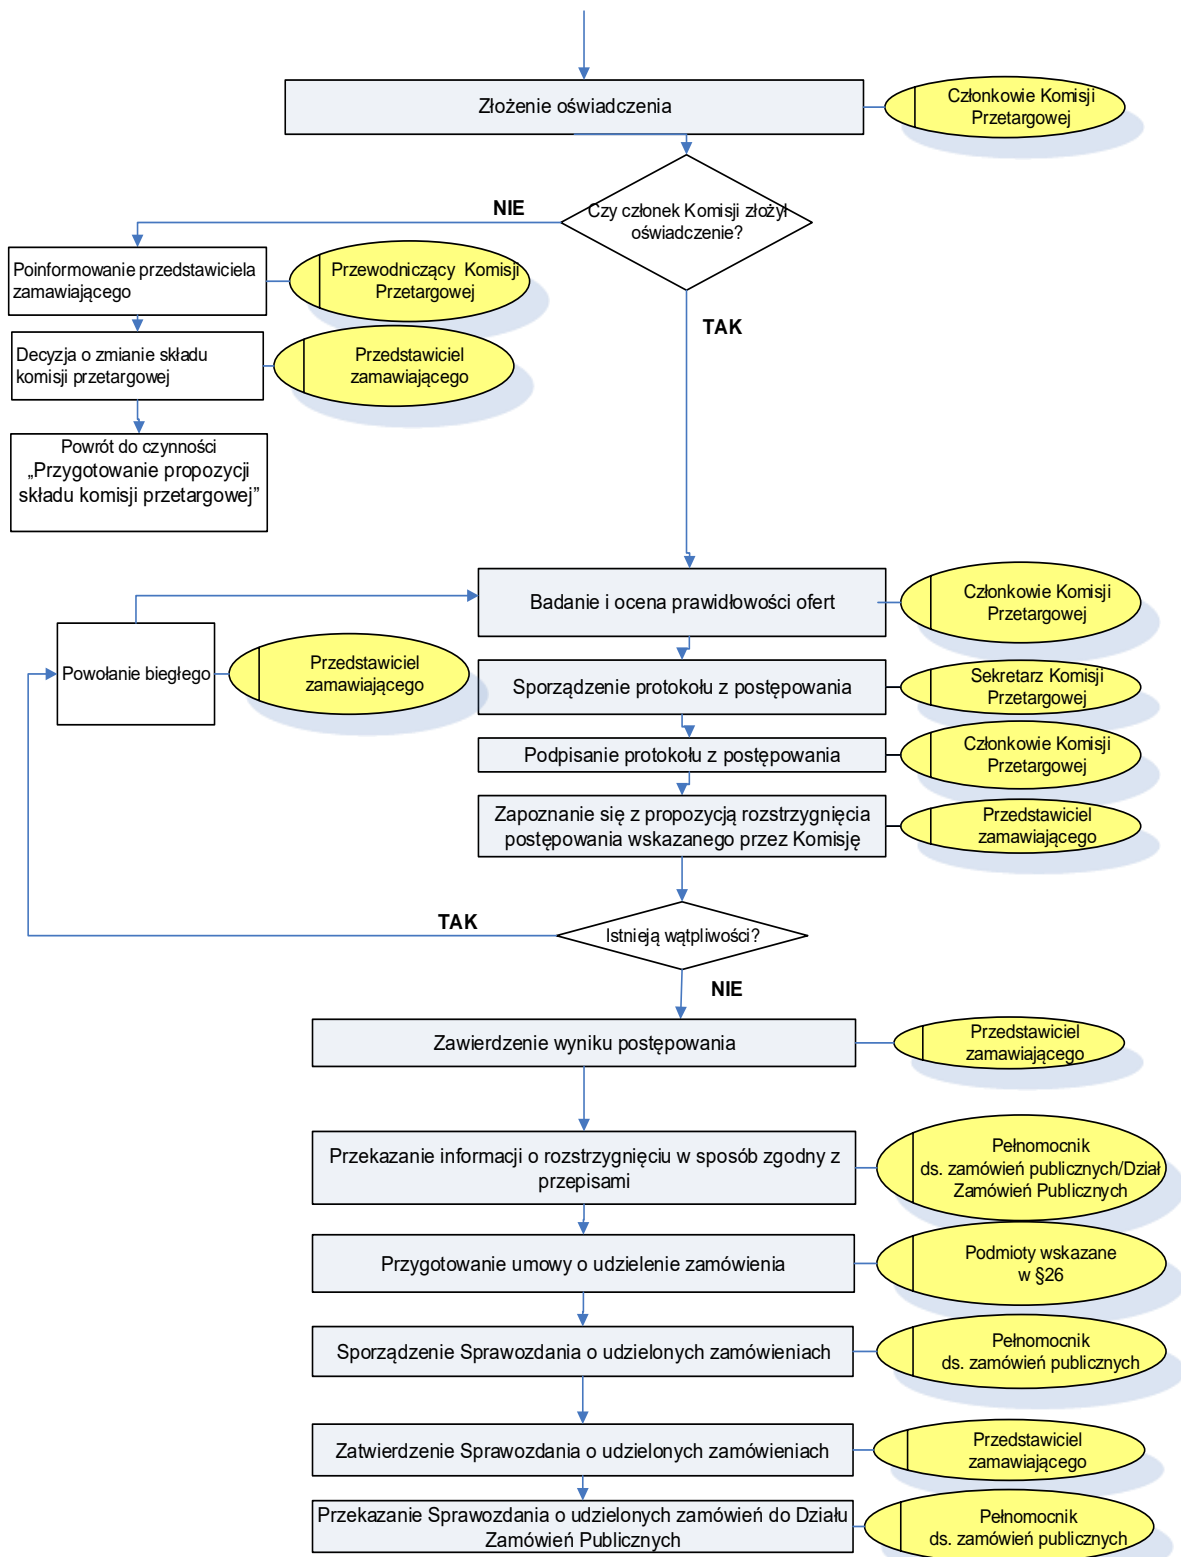 Złożenie oświadczenia
Członkowie Komisji
Przetargowej
Czy członek Komisji złożył
oświadczenie?
NIE
TAK
Poinformowanie przedstawiciela
zamawiającego
Przewodniczący Komisji
Przetargowej
Decyzja o zmianie składu
komisji przetargowej
Przedstawiciel
zamawiającego
Powrót do czynności
„Przygotowanie propozycji
składu komisji przetargowej”
Badanie i ocena prawidłowości ofert
Członkowie Komisji
Przetargowej
Powołanie biegłego
Przedstawiciel
zamawiającego
Sporządzenie protokołu z postępowania
Sekretarz Komisji
Przetargowej
Podpisanie protokołu z postępowania
Członkowie Komisji
Przetargowej
Zapoznanie się z propozycją rozstrzygnięcia
postępowania wskazanego przez Komisję
Przedstawiciel
zamawiającego
TAK
Istnieją wątpliwości?
NIE
Zawierdzenie wyniku postępowania
Przedstawiciel
zamawiającego
Przekazanie informacji o rozstrzygnięciu w sposób zgodny z
przepisami
Pełnomocnik
ds. zamówień publicznych/Dział
Zamówień Publicznych
Przygotowanie umowy o udzielenie zamówienia
Podmioty wskazane
w §26
Sporządzenie Sprawozdania o udzielonych zamówieniach
Pełnomocnik
ds. zamówień publicznych
Zatwierdzenie Sprawozdania o udzielonych zamówieniach
Przedstawiciel
zamawiającego
Przekazanie Sprawozdania o udzielonych zamówień do Działu
Zamówień Publicznych
Pełnomocnik
ds. zamówień publicznych